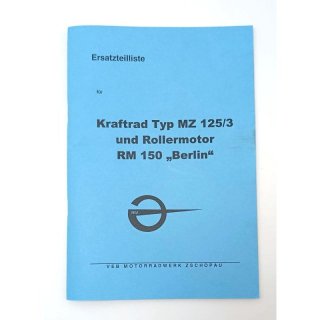 Ersatzteilliste
für
Kraftrad Typ MZ 125/3
und Rollermotor
RM 150 „Berlin“
VEB MOTORRADWERK ZSCHOPAU